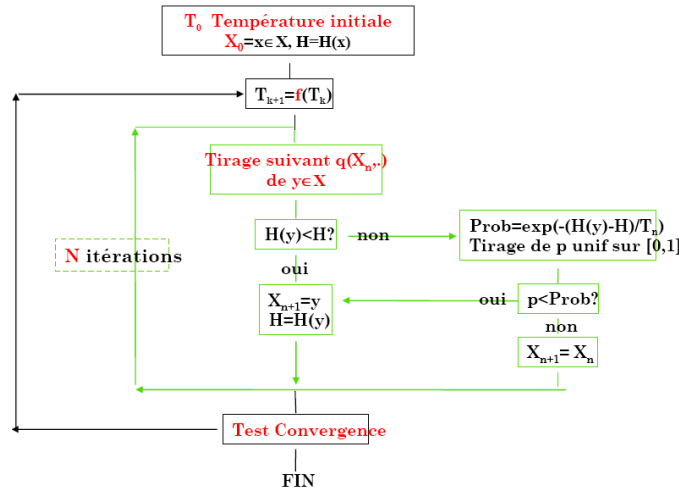 T₀ Température initiale
X₀=x∈X, H=H(x)
Tₖ₊₁=f(Tₖ)
Tirage suivant q(Xₙ,.)
de y∈X
H(y)<H?
non
Prob=exp(-(H(y)-H)/Tₙ)
Tirage de p unif sur [0,1]
N itérations
oui
Xₙ₊₁=y
H=H(y)
oui
p<Prob?
non
Xₙ₊₁= Xₙ
Test Convergence
FIN